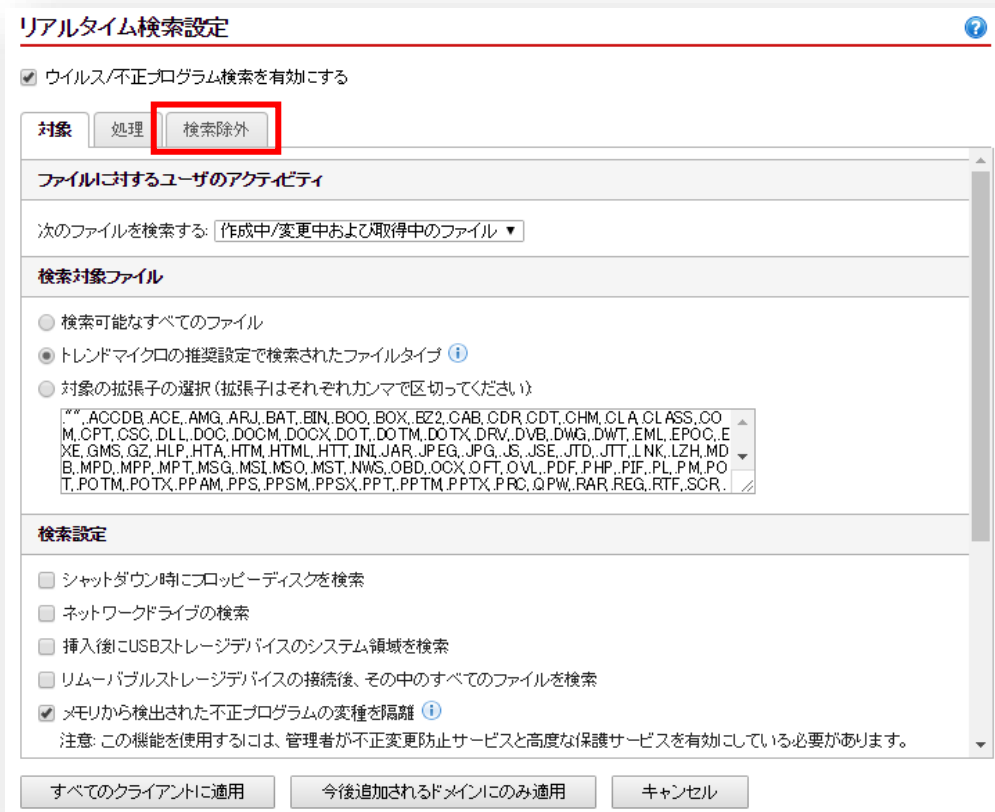 リアルタイム検索設定
ウイルス/不正プログラム検索を有効にする
対象 処理 検索除外
ファイルに対するユーザのアクティビティ
次のファイルを検索する: 作成中/変更中および取得中のファイル
検索対象ファイル
検索可能なすべてのファイル
トレンドマイクロの推奨設定で検索されたファイルタイプ
対象の拡張子の選択(拡張子はそれぞれカンマで区切ってください)
."",.ACCDB,.ACE,.AMG,.ARJ,.BAT,.BIN,.BOO,.BOX,.BZ2,.CAB,.CDR,.CDT,.CHM,.CLA,.CLASS,.CO
M,.CPT,.CSC,.DLL,.DOC,.DOCM,.DOCX,.DOT,.DOTM,.DOTX,.DRV,.DVB,.DWG,.DWT,.EML,.EPOC,.E
XE,.GMS,.GZ,.HLP,.HTA,.HTM,.HTML,.HTT,.INI,.JAR,.JPEG,.JPG,.JS,.JSE,.JTD,.JTT,.LNK,.LZH,.MD
B,.MPD,.MPP,.MPT,.MSG,.MSI,.MSO,.MST,.NWS,.OBD,.OCX,.OFT,.OVL,.PDF,.PHP,.PIF,.PL,.PM,.PO
T,.POTM,.POTX,.PPAM,.PPS,.PPSM,.PPSX,.PPT,.PPTM,.PPTX,.PRC,.QPW,.RAR,.REG,.RTF,.SCR,.
検索設定
シャットダウン時にフロッピーディスクを検索
ネットワークドライブの検索
挿入後にUSBストレージデバイスのシステム領域を検索
リムーバブルストレージデバイスの接続後、その中のすべてのファイルを検索
メモリから検出された不正プログラムの変種を隔離
注意: この機能を使用するには、管理者が不正変更防止サービスと高度な保護サービスを有効にしている必要があります。
すべてのクライアントに適用 今後追加されるドメインにのみ適用 キャンセル